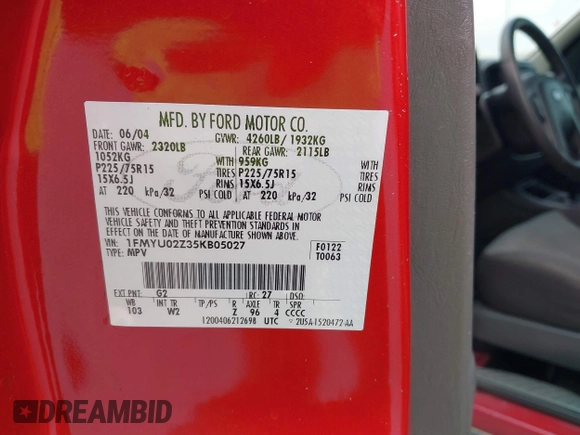 MFD. BY FORD MOTOR CO.
DATE: 06/04 GVWR: 4260LB/ 1932KG
FRONT GAWR: 2320LB REAR GAWR: 2115LB
1052KG WITH 959KG
P225/75R15 TIRES P225/75R15 TIRES
15X6.5J RIMS 15X6.5J RIMS
AT 220 kPa/32 PSI COLD AT 220 kPa/32 PSI COLD
THIS VEHICLE CONFORMS TO ALL APPLICABLE FEDERAL MOTOR
VEHICLE SAFETY AND THEFT PREVENTION STANDARDS IN
EFFECT ON THE DATE OF MANUFACTURE SHOWN ABOVE.
VIN: 1FMYU02Z35KB05027 F0122
TYPE: MPV T0063
EXT PNT: G2 RC: 27 DSO:
WB INT TR TP/PS R AXLE TR SPR
103 W2 Z 96 4 CCCC
120040621269B UTC 2U5A-1520472-AA
Ford
DREAMBID